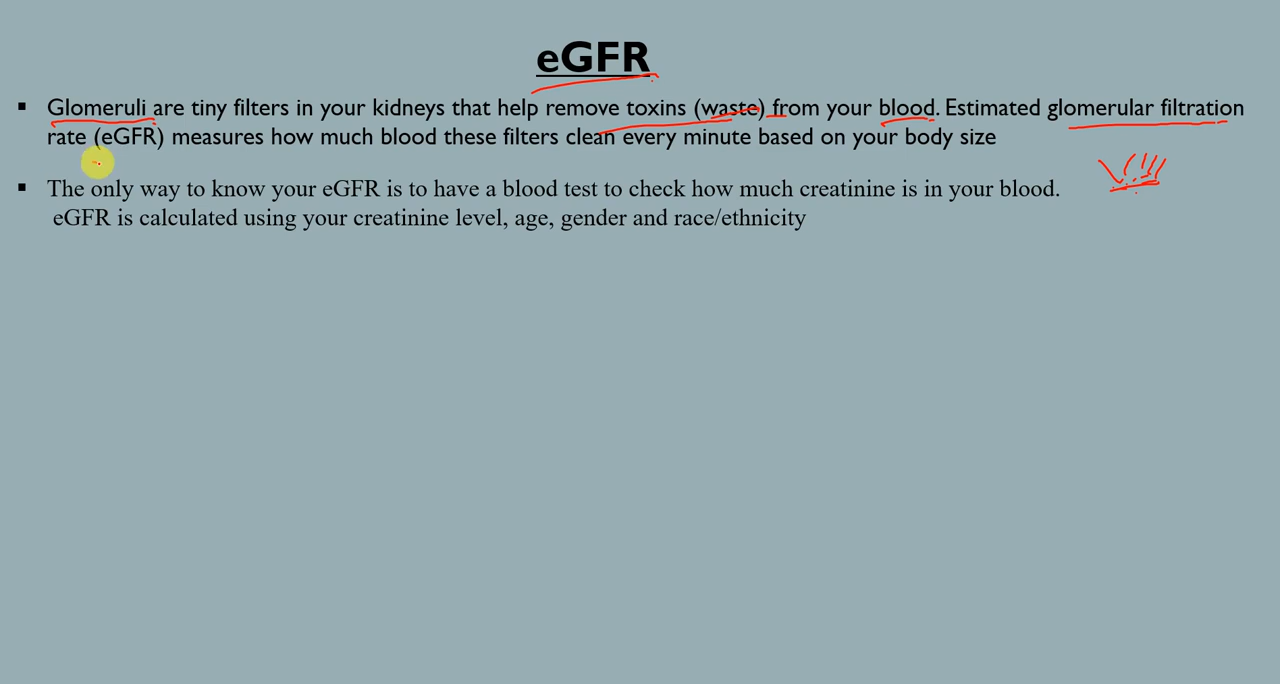 eGFR
▪ Glomeruli are tiny filters in your kidneys that help remove toxins (waste) from your blood. Estimated glomerular filtration
rate (eGFR) measures how much blood these filters clean every minute based on your body size
▪ The only way to know your eGFR is to have a blood test to check how much creatinine is in your blood.
eGFR is calculated using your creatinine level, age, gender and race/ethnicity